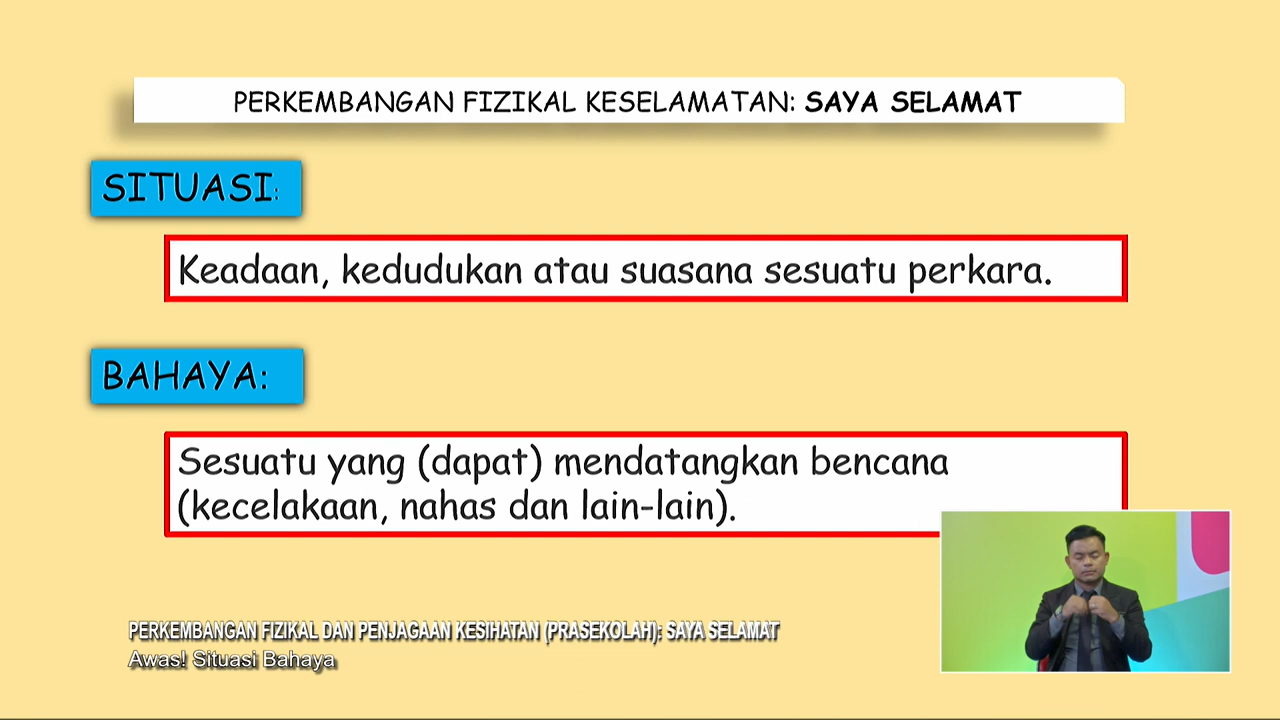 PERKEMBANGAN FIZIKAL KESELAMATAN: SAYA SELAMAT
SITUASI:
Keadaan, kedudukan atau suasana sesuatu perkara.
BAHAYA:
Sesuatu yang (dapat) mendatangkan bencana
(kecelakaan, nahas dan lain-lain).
PERKEMBANGAN FIZIKAL DAN PENJAGAAN KESIHATAN (PRASEKOLAH): SAYA SELAMAT
Awas! Situasi Bahaya